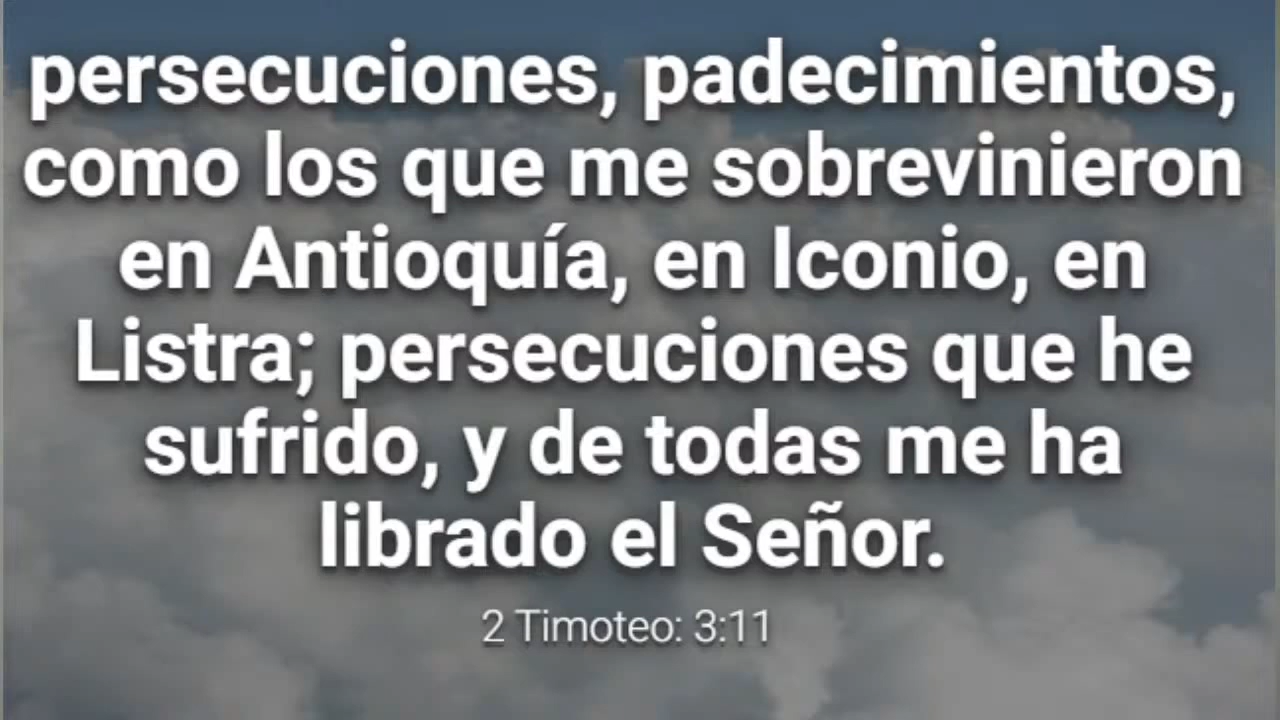 persecuciones, padecimientos,
como los que me sobrevinieron
en Antioquía, en Iconio, en
Listra; persecuciones que he
sufrido, y de todas me ha
librado el Señor.
2 Timoteo: 3:11